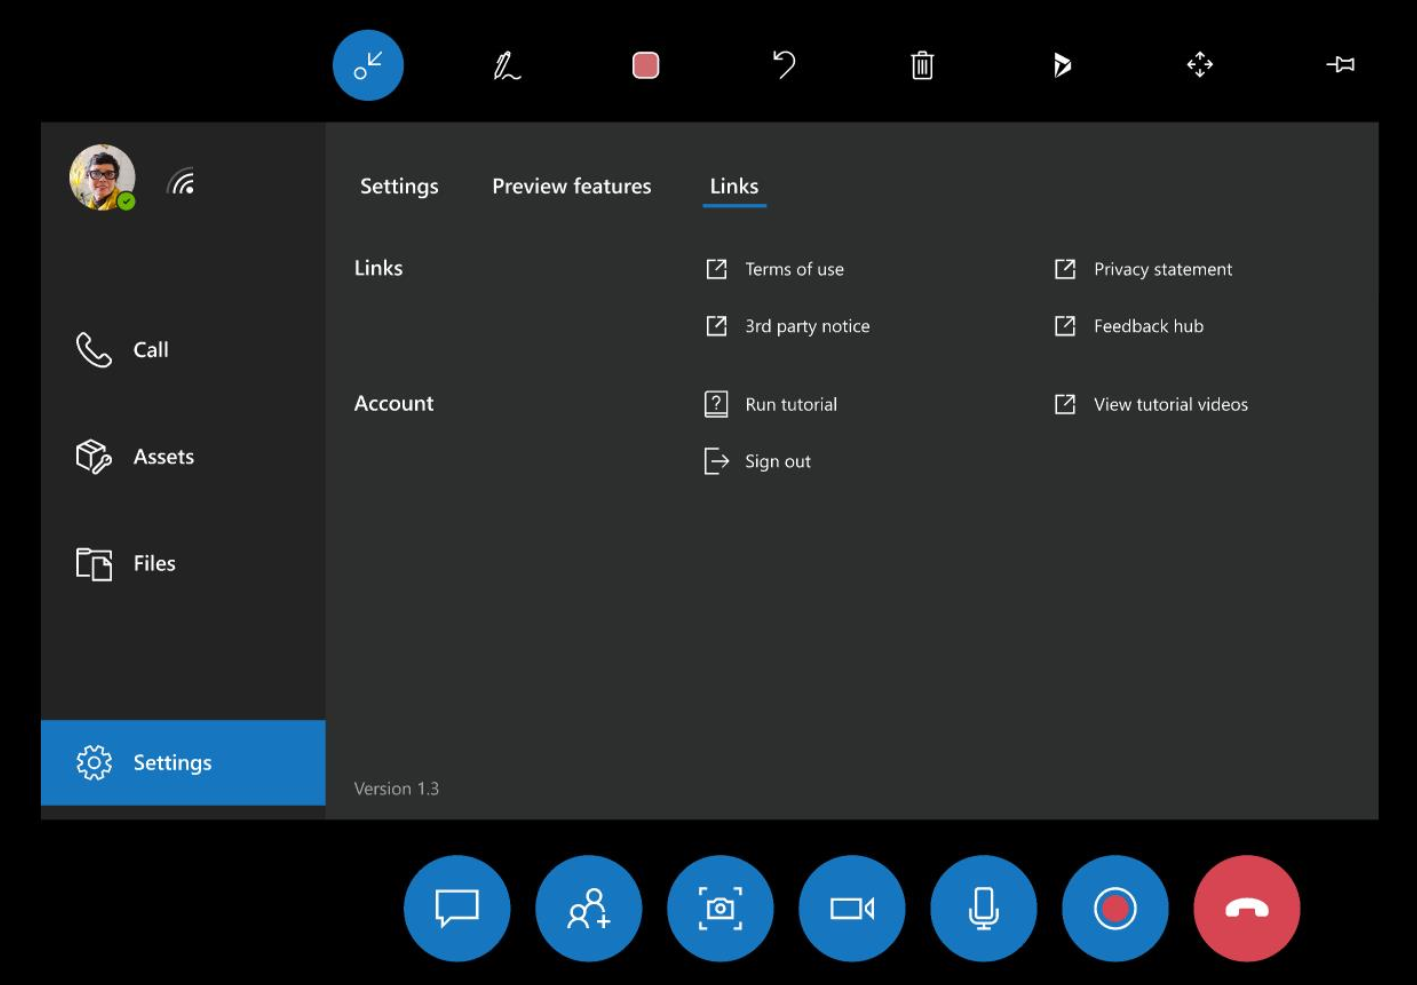 Settings Preview features Links
Links Terms of use Privacy statement
3rd party notice Feedback hub
Call
Account Run tutorial View tutorial videos
Assets Sign out
Files
Settings
Version 1.3